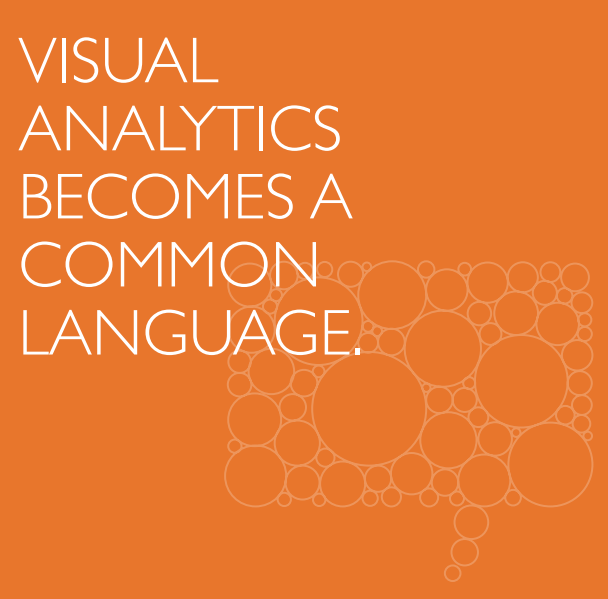 VISUAL
ANALYTICS
BECOMES A
COMMON
LANGUAGE.